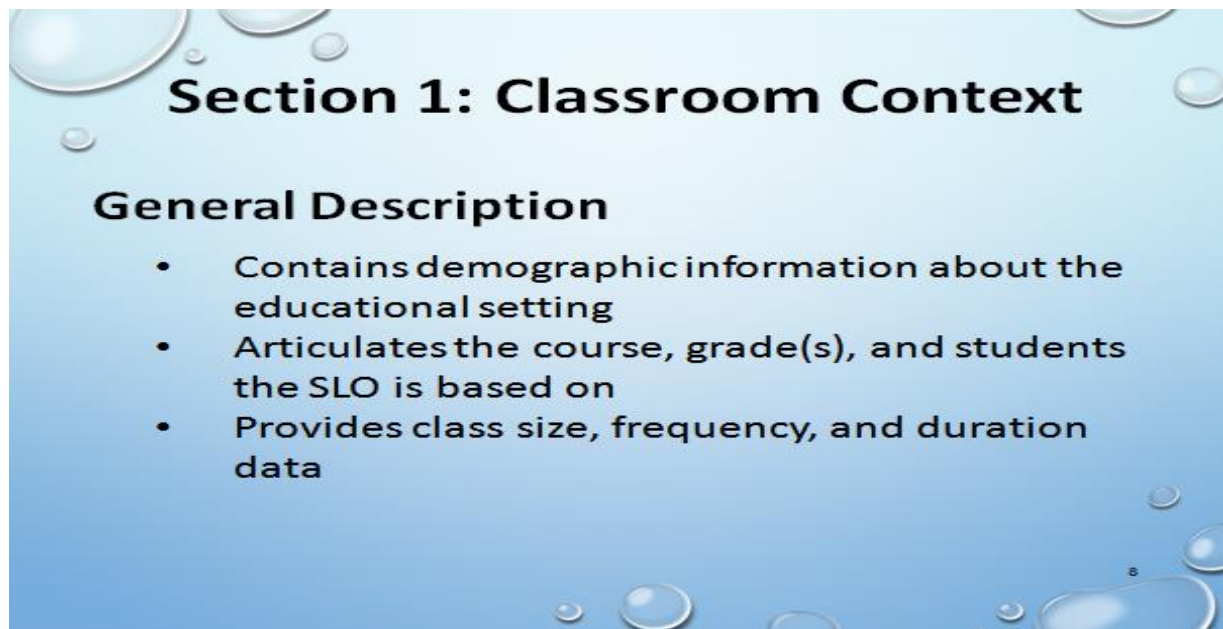 Section 1: Classroom Context
General Description
• Contains demographic information about the
educational setting
• Articulates the course, grade(s), and students
the SLO is based on
• Provides class size, frequency, and duration
data
8